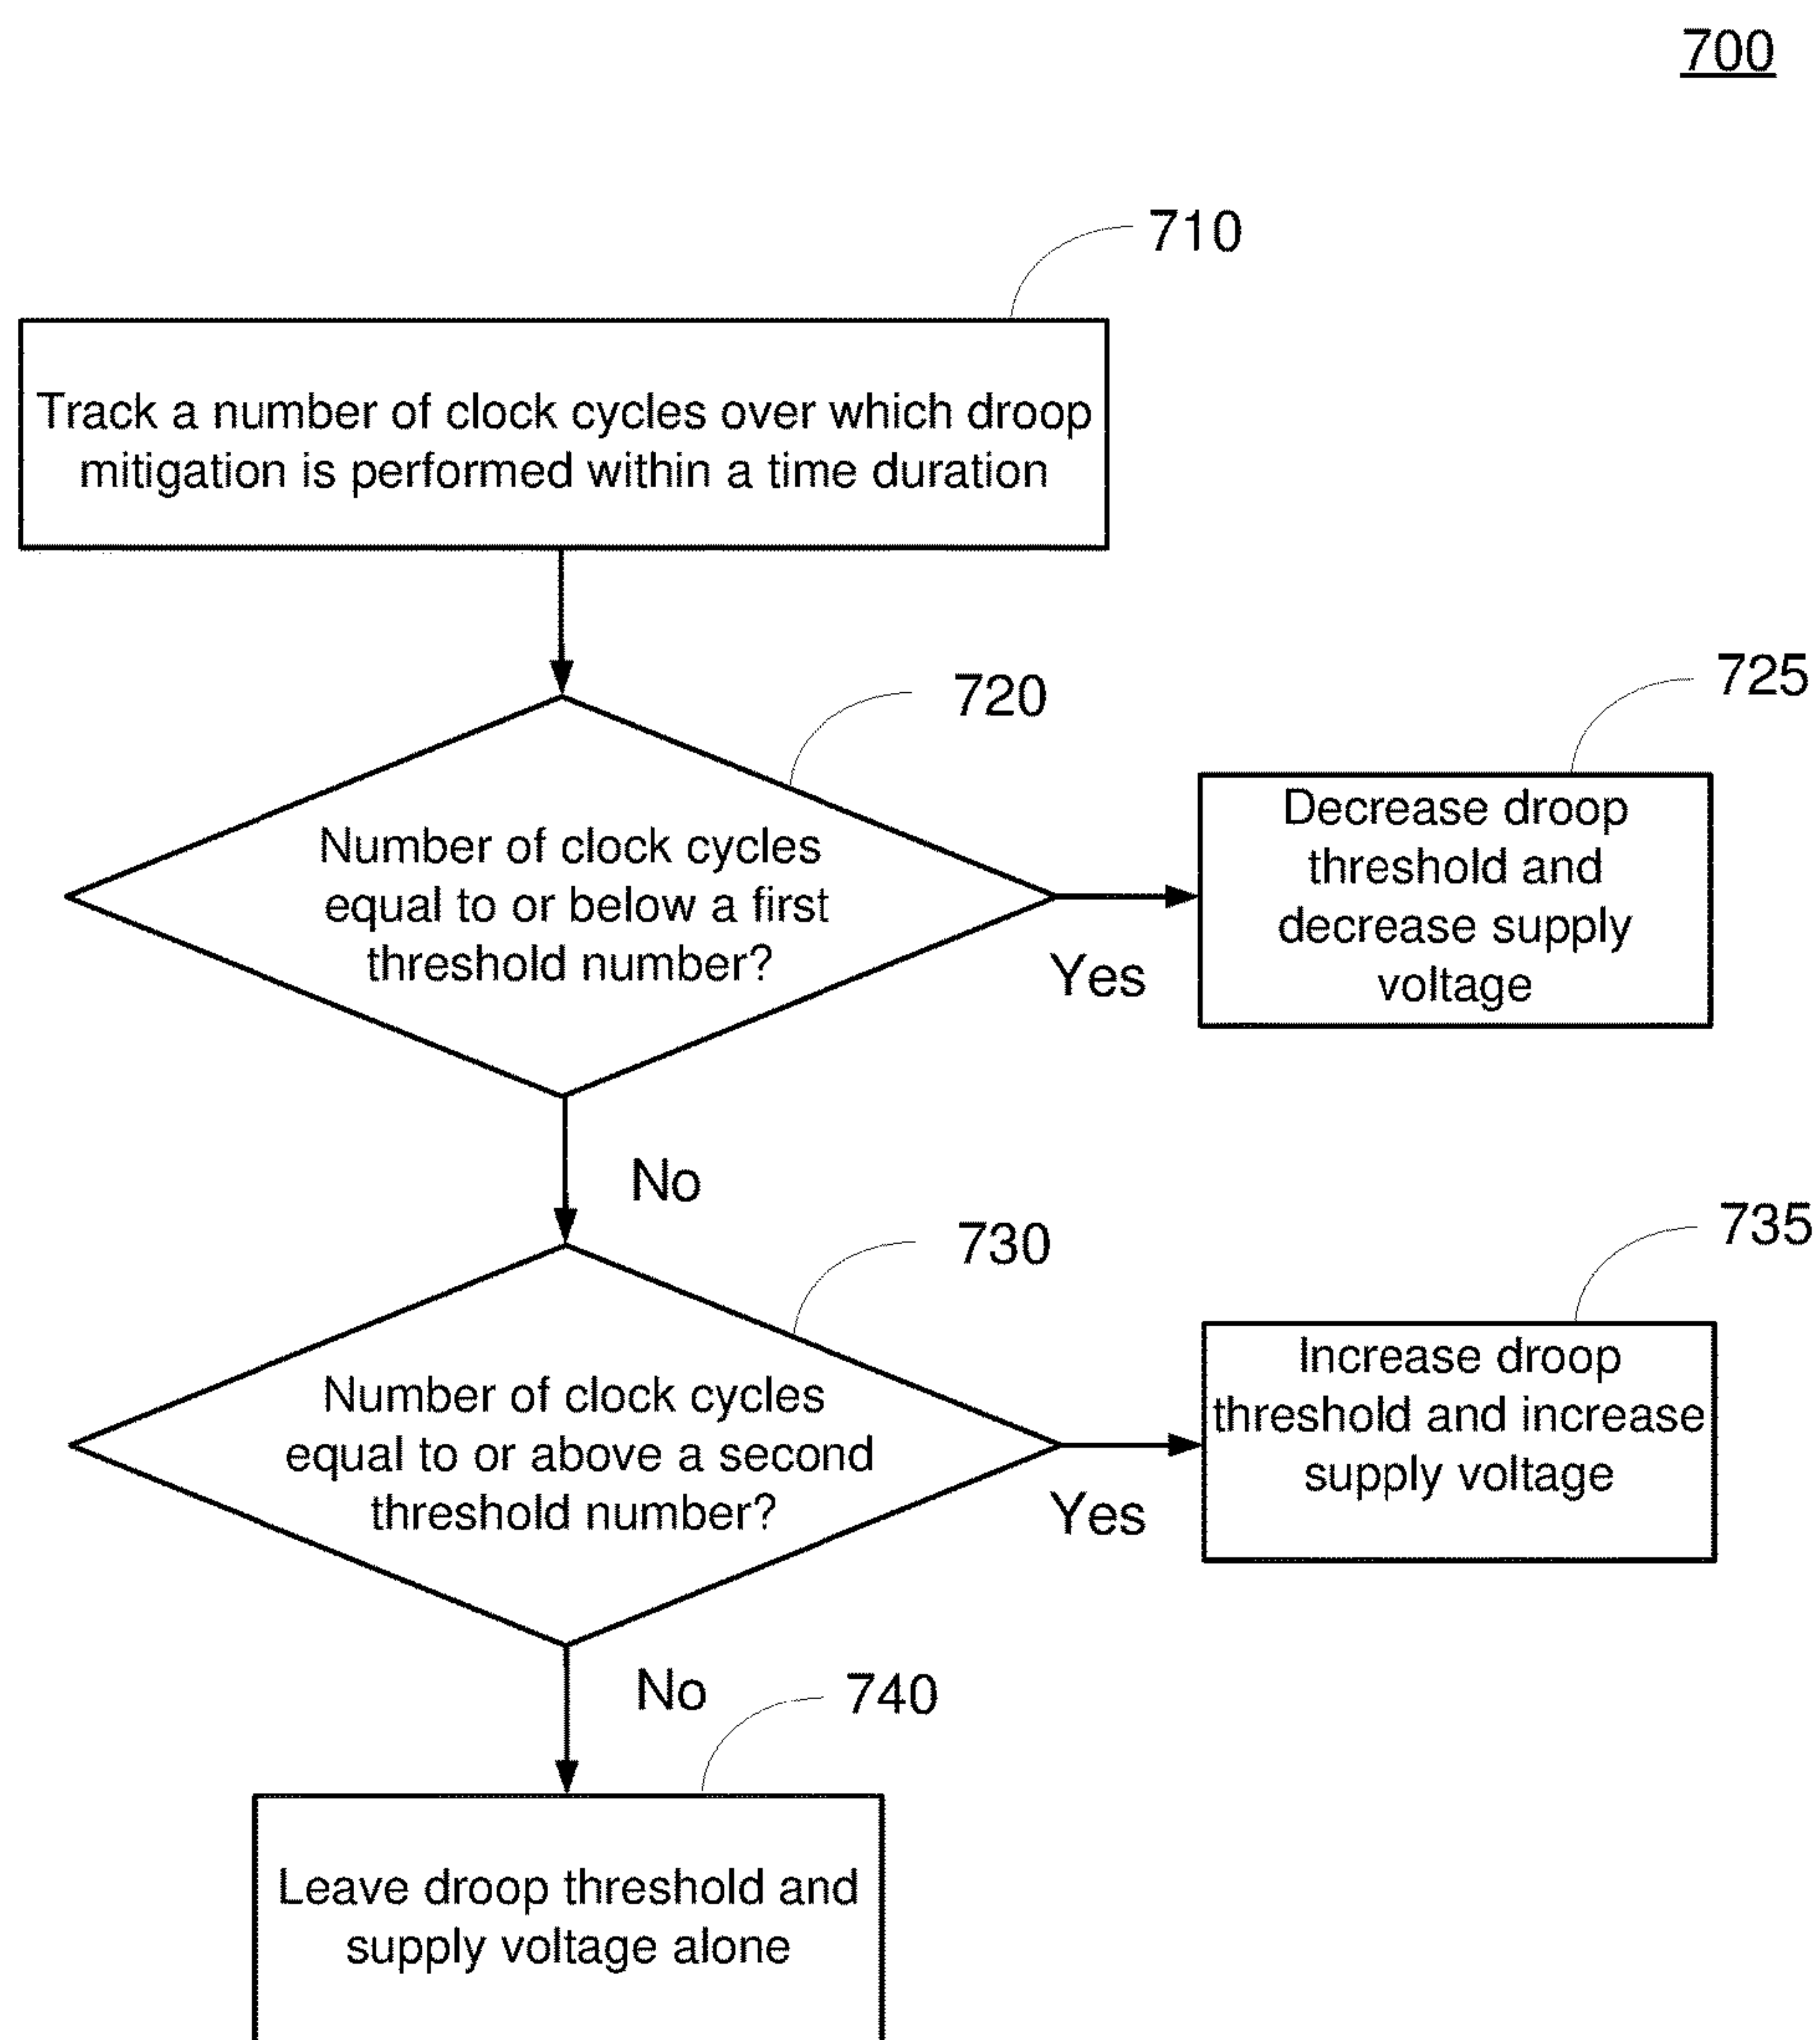 700
710
Track a number of clock cycles over which droop
mitigation is performed within a time duration
720
725
Number of clock cycles
equal to or below a first
threshold number?
Decrease droop
threshold and
decrease supply
voltage
Yes
No
730
735
Number of clock cycles
equal to or above a second
threshold number?
Increase droop
threshold and increase
supply voltage
Yes
No
740
Leave droop threshold and
supply voltage alone